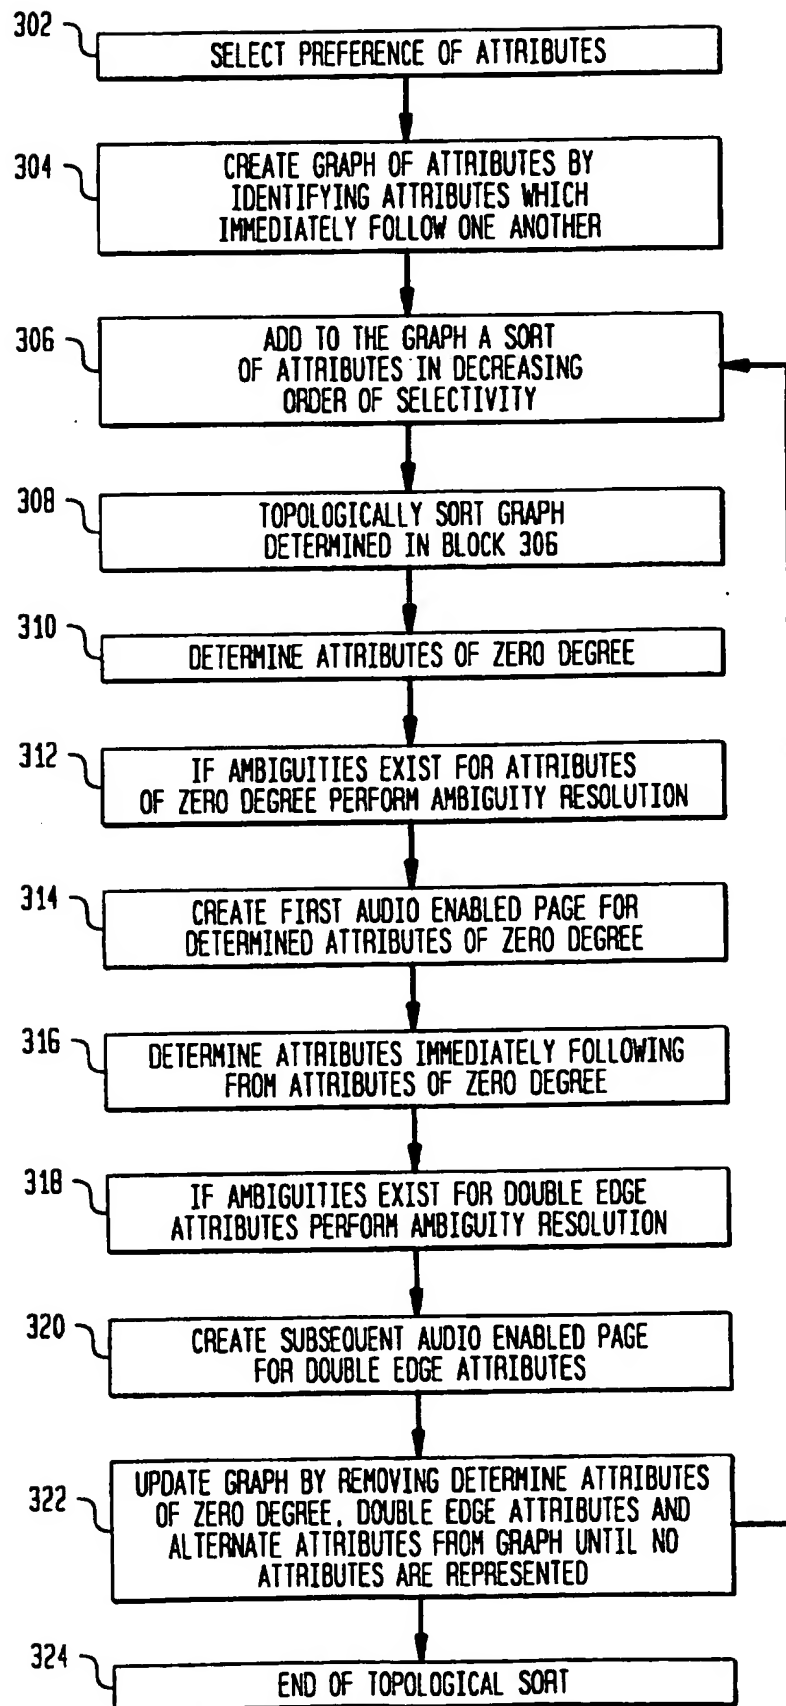 302
SELECT PREFERENCE OF ATTRIBUTES
304
CREATE GRAPH OF ATTRIBUTES BY
IDENTIFYING ATTRIBUTES WHICH
IMMEDIATELY FOLLOW ONE ANOTHER
306
ADD TO THE GRAPH A SORT
OF ATTRIBUTES IN DECREASING
ORDER OF SELECTIVITY
308
TOPOLOGICALLY SORT GRAPH
DETERMINED IN BLOCK 306
310
DETERMINE ATTRIBUTES OF ZERO DEGREE
312
IF AMBIGUITIES EXIST FOR ATTRIBUTES
OF ZERO DEGREE PERFORM AMBIGUITY RESOLUTION
314
CREATE FIRST AUDIO ENABLED PAGE FOR
DETERMINED ATTRIBUTES OF ZERO DEGREE
316
DETERMINE ATTRIBUTES IMMEDIATELY FOLLOWING
FROM ATTRIBUTES OF ZERO DEGREE
318
IF AMBIGUITIES EXIST FOR DOUBLE EDGE
ATTRIBUTES PERFORM AMBIGUITY RESOLUTION
320
CREATE SUBSEQUENT AUDIO ENABLED PAGE
FOR DOUBLE EDGE ATTRIBUTES
322
UPDATE GRAPH BY REMOVING DETERMINE ATTRIBUTES
OF ZERO DEGREE, DOUBLE EDGE ATTRIBUTES AND
ALTERNATE ATTRIBUTES FROM GRAPH UNTIL NO
ATTRIBUTES ARE REPRESENTED
324
END OF TOPOLOGICAL SORT